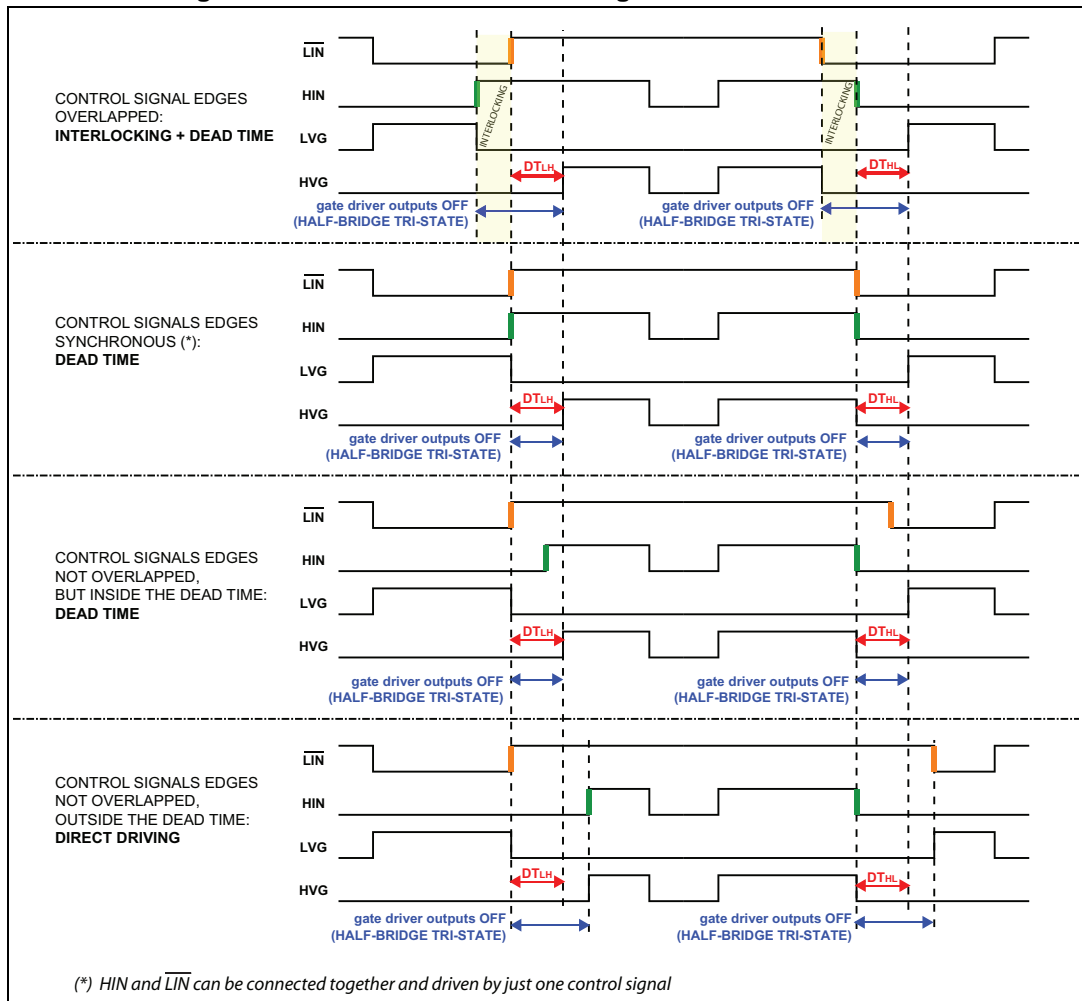 LIN
HIN
LVG
HVG
CONTROL SIGNAL EDGES
OVERLAPPED:
INTERLOCKING + DEAD TIME
INTERLOCKING
INTERLOCKING
DTLH
DTHL
gate driver outputs OFF
(HALF-BRIDGE TRI-STATE)
gate driver outputs OFF
(HALF-BRIDGE TRI-STATE)
LIN
HIN
LVG
HVG
CONTROL SIGNALS EDGES
SYNCHRONOUS (*):
DEAD TIME
DTLH
DTHL
gate driver outputs OFF
(HALF-BRIDGE TRI-STATE)
gate driver outputs OFF
(HALF-BRIDGE TRI-STATE)
LIN
HIN
LVG
HVG
CONTROL SIGNALS EDGES
NOT OVERLAPPED,
BUT INSIDE THE DEAD TIME:
DEAD TIME
DTLH
DTHL
gate driver outputs OFF
(HALF-BRIDGE TRI-STATE)
gate driver outputs OFF
(HALF-BRIDGE TRI-STATE)
LIN
HIN
LVG
HVG
CONTROL SIGNALS EDGES
NOT OVERLAPPED,
OUTSIDE THE DEAD TIME:
DIRECT DRIVING
DTLH
DTHL
gate driver outputs OFF
(HALF-BRIDGE TRI-STATE)
gate driver outputs OFF
(HALF-BRIDGE TRI-STATE)
(*) HIN and LIN can be connected together and driven by just one control signal